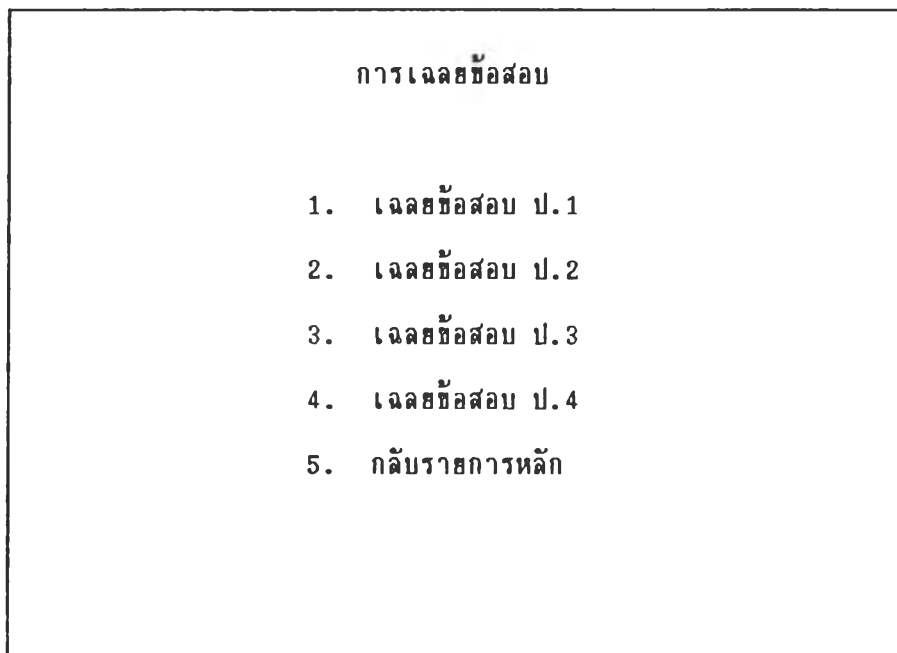 การเฉลยข้อสอบ
1. เฉลยข้อสอบ ป.1
2. เฉลยข้อสอบ ป.2
3. เฉลยข้อสอบ ป.3
4. เฉลยข้อสอบ ป.4
5. กลับรายการหลัก